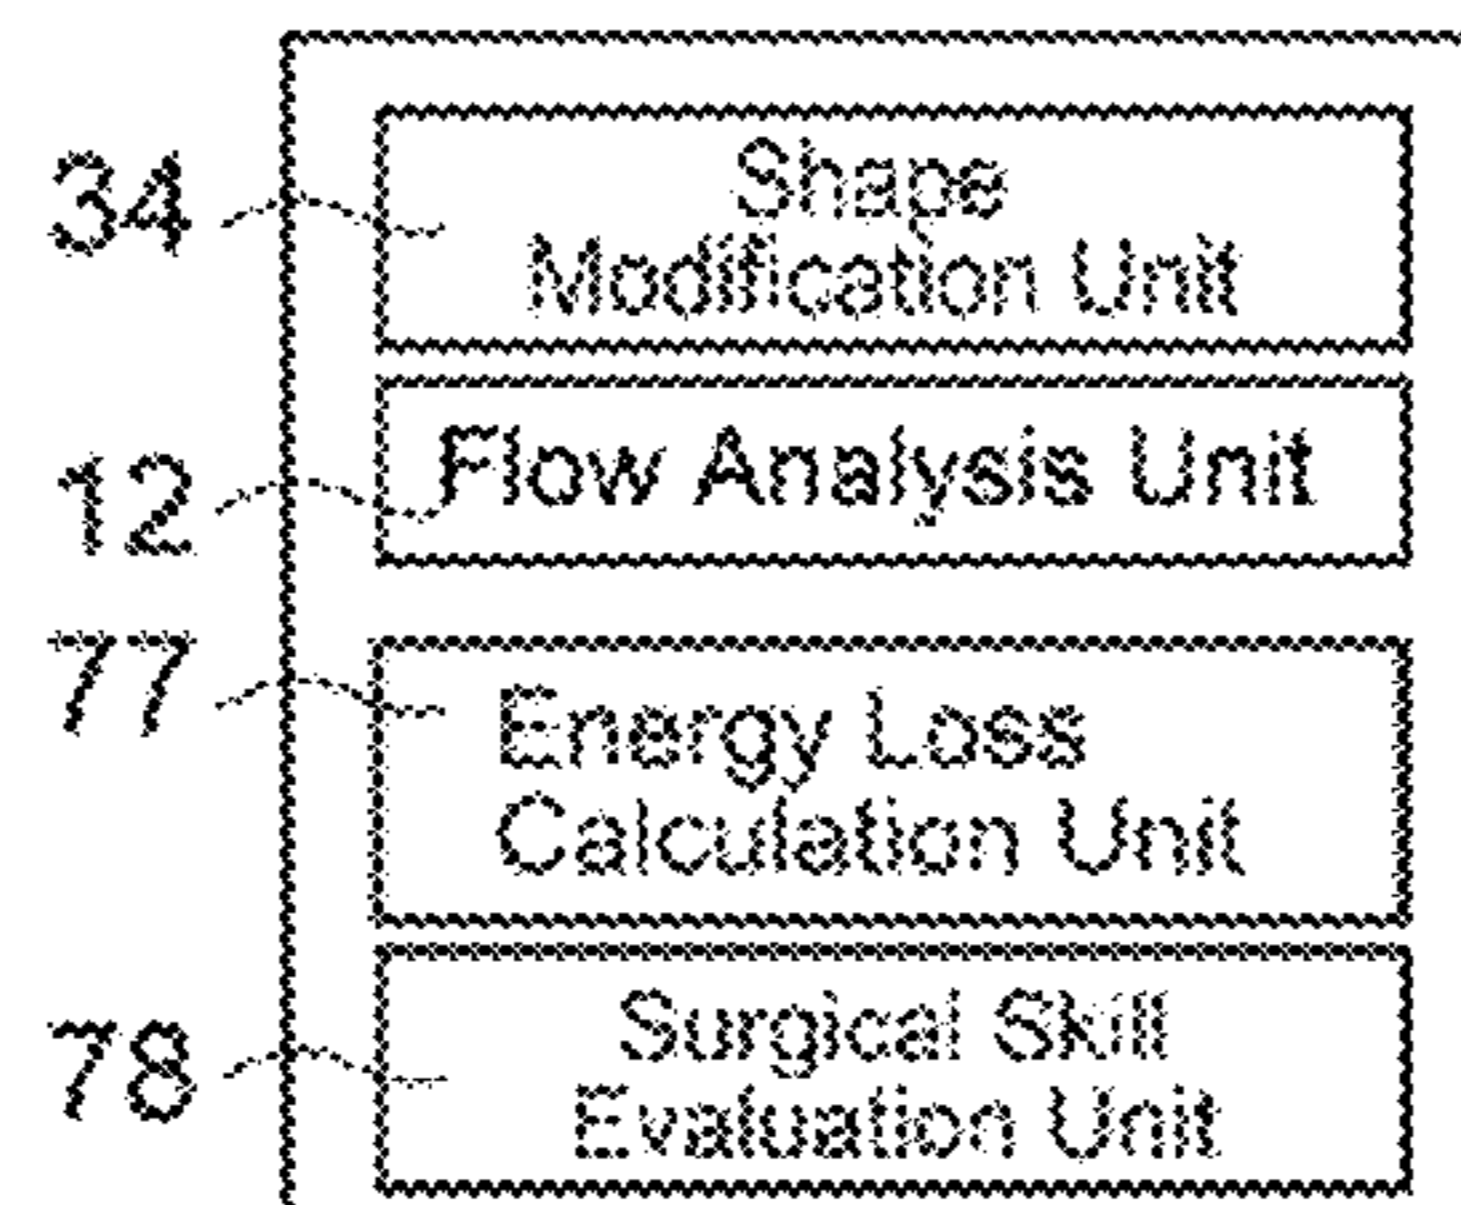 34
Shape
Modification Unit
12
Flow Analysis Unit
77
Energy Loss
Calculation Unit
78
Surgical Skill
Evaluation Unit